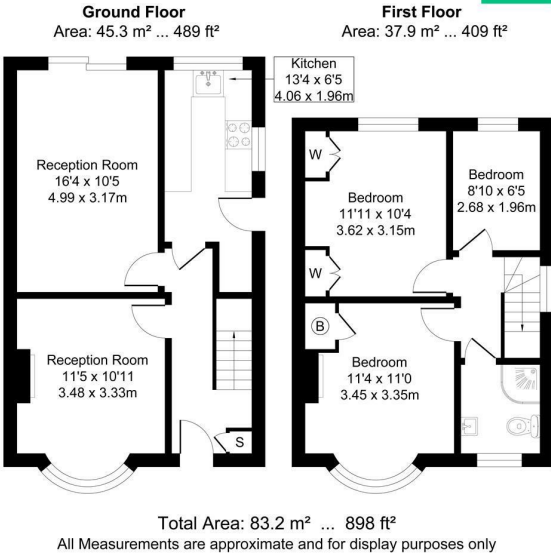 Ground Floor
Area: 45.3 m² ... 489 ft²
First Floor
Area: 37.9 m² ... 409 ft²
Kitchen
13'4 x 6'5
4.06 x 1.96m
Reception Room
16'4 x 10'5
4.99 x 3.17m
Reception Room
11'5 x 10'11
3.48 x 3.33m
S
W
Bedroom
11'11 x 10'4
3.62 x 3.15m
W
Bedroom
8'10 x 6'5
2.68 x 1.96m
B
Bedroom
11'4 x 11'0
3.45 x 3.35m
Total Area: 83.2 m² ... 898 ft²
All Measurements are approximate and for display purposes only